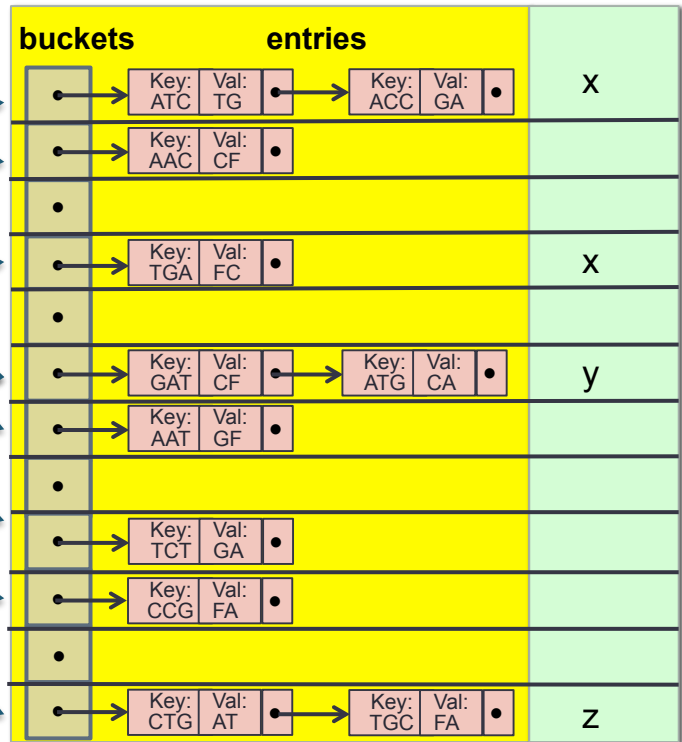 buckets entries
Key: ATC Val: TG Key: ACC Val: GA x
Key: AAC Val: CF
Key: TGA Val: FC x
Key: GAT Val: CF Key: ATG Val: CA y
Key: AAT Val: GF
Key: TCT Val: GA
Key: CCG Val: FA
Key: CTG Val: AT Key: TGC Val: FA z